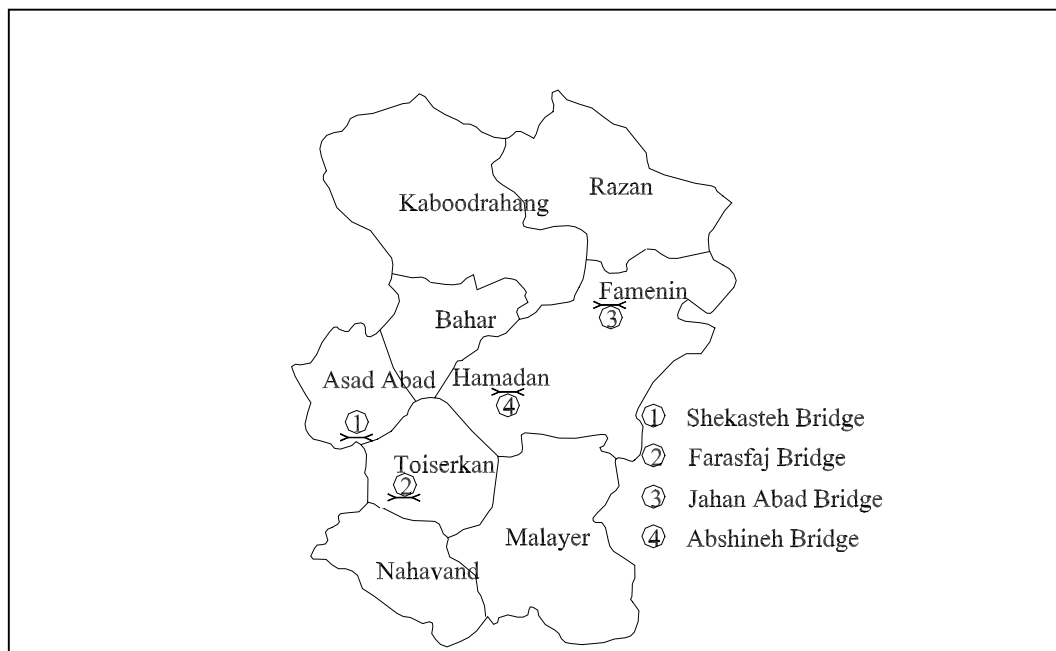 Razan
Kaboodrahang
Famenin
3
Bahar
Asad Abad
Hamadan
4
1
Toiserkan
2
Malayer
Nahavand
1 Shekasteh Bridge
2 Farasfaj Bridge
3 Jahan Abad Bridge
4 Abshineh Bridge